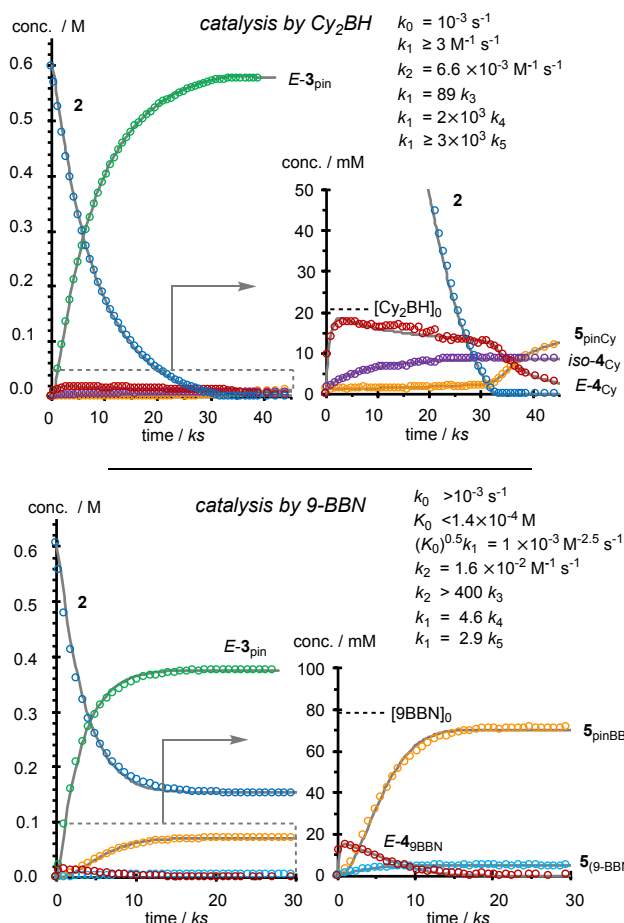 catalysis by Cy2BH
k0 = 10-3 s-1
k1 ≥ 3 M-1 s-1
k2 = 6.6 ×10-3 M-1 s-1
k1 = 89 k3
k1 = 2×10³ k4
k1 ≥ 3×10³ k5
conc. / M
0.6
0.5
0.4
0.3
0.2
0.1
0.0
2
E-3pin
0 10 20 30 40
time / ks
conc. / mM
50
40
30
20
10
0
2
[Cy2BH]0
5pinCy
iso-4Cy
E-4Cy
0 10 20 30 40
time / ks
catalysis by 9-BBN
k0 >10-3 s-1
K0 <1.4×10-4 M
(K0)0.5k1 = 1 ×10-3 M-2.5 s-1
k2 = 1.6 ×10-2 M-1 s-1
k2 > 400 k3
k1 = 4.6 k4
k1 = 2.9 k5
conc. / M
0.6
0.5
0.4
0.3
0.2
0.1
0.0
2
E-3pin
0 10 20 30
time / ks
conc. / mM
100
80
60
40
20
0
[9BBN]0
5pinBB
E-49BBN
5(9-BBN
0 10 20 30
time / ks